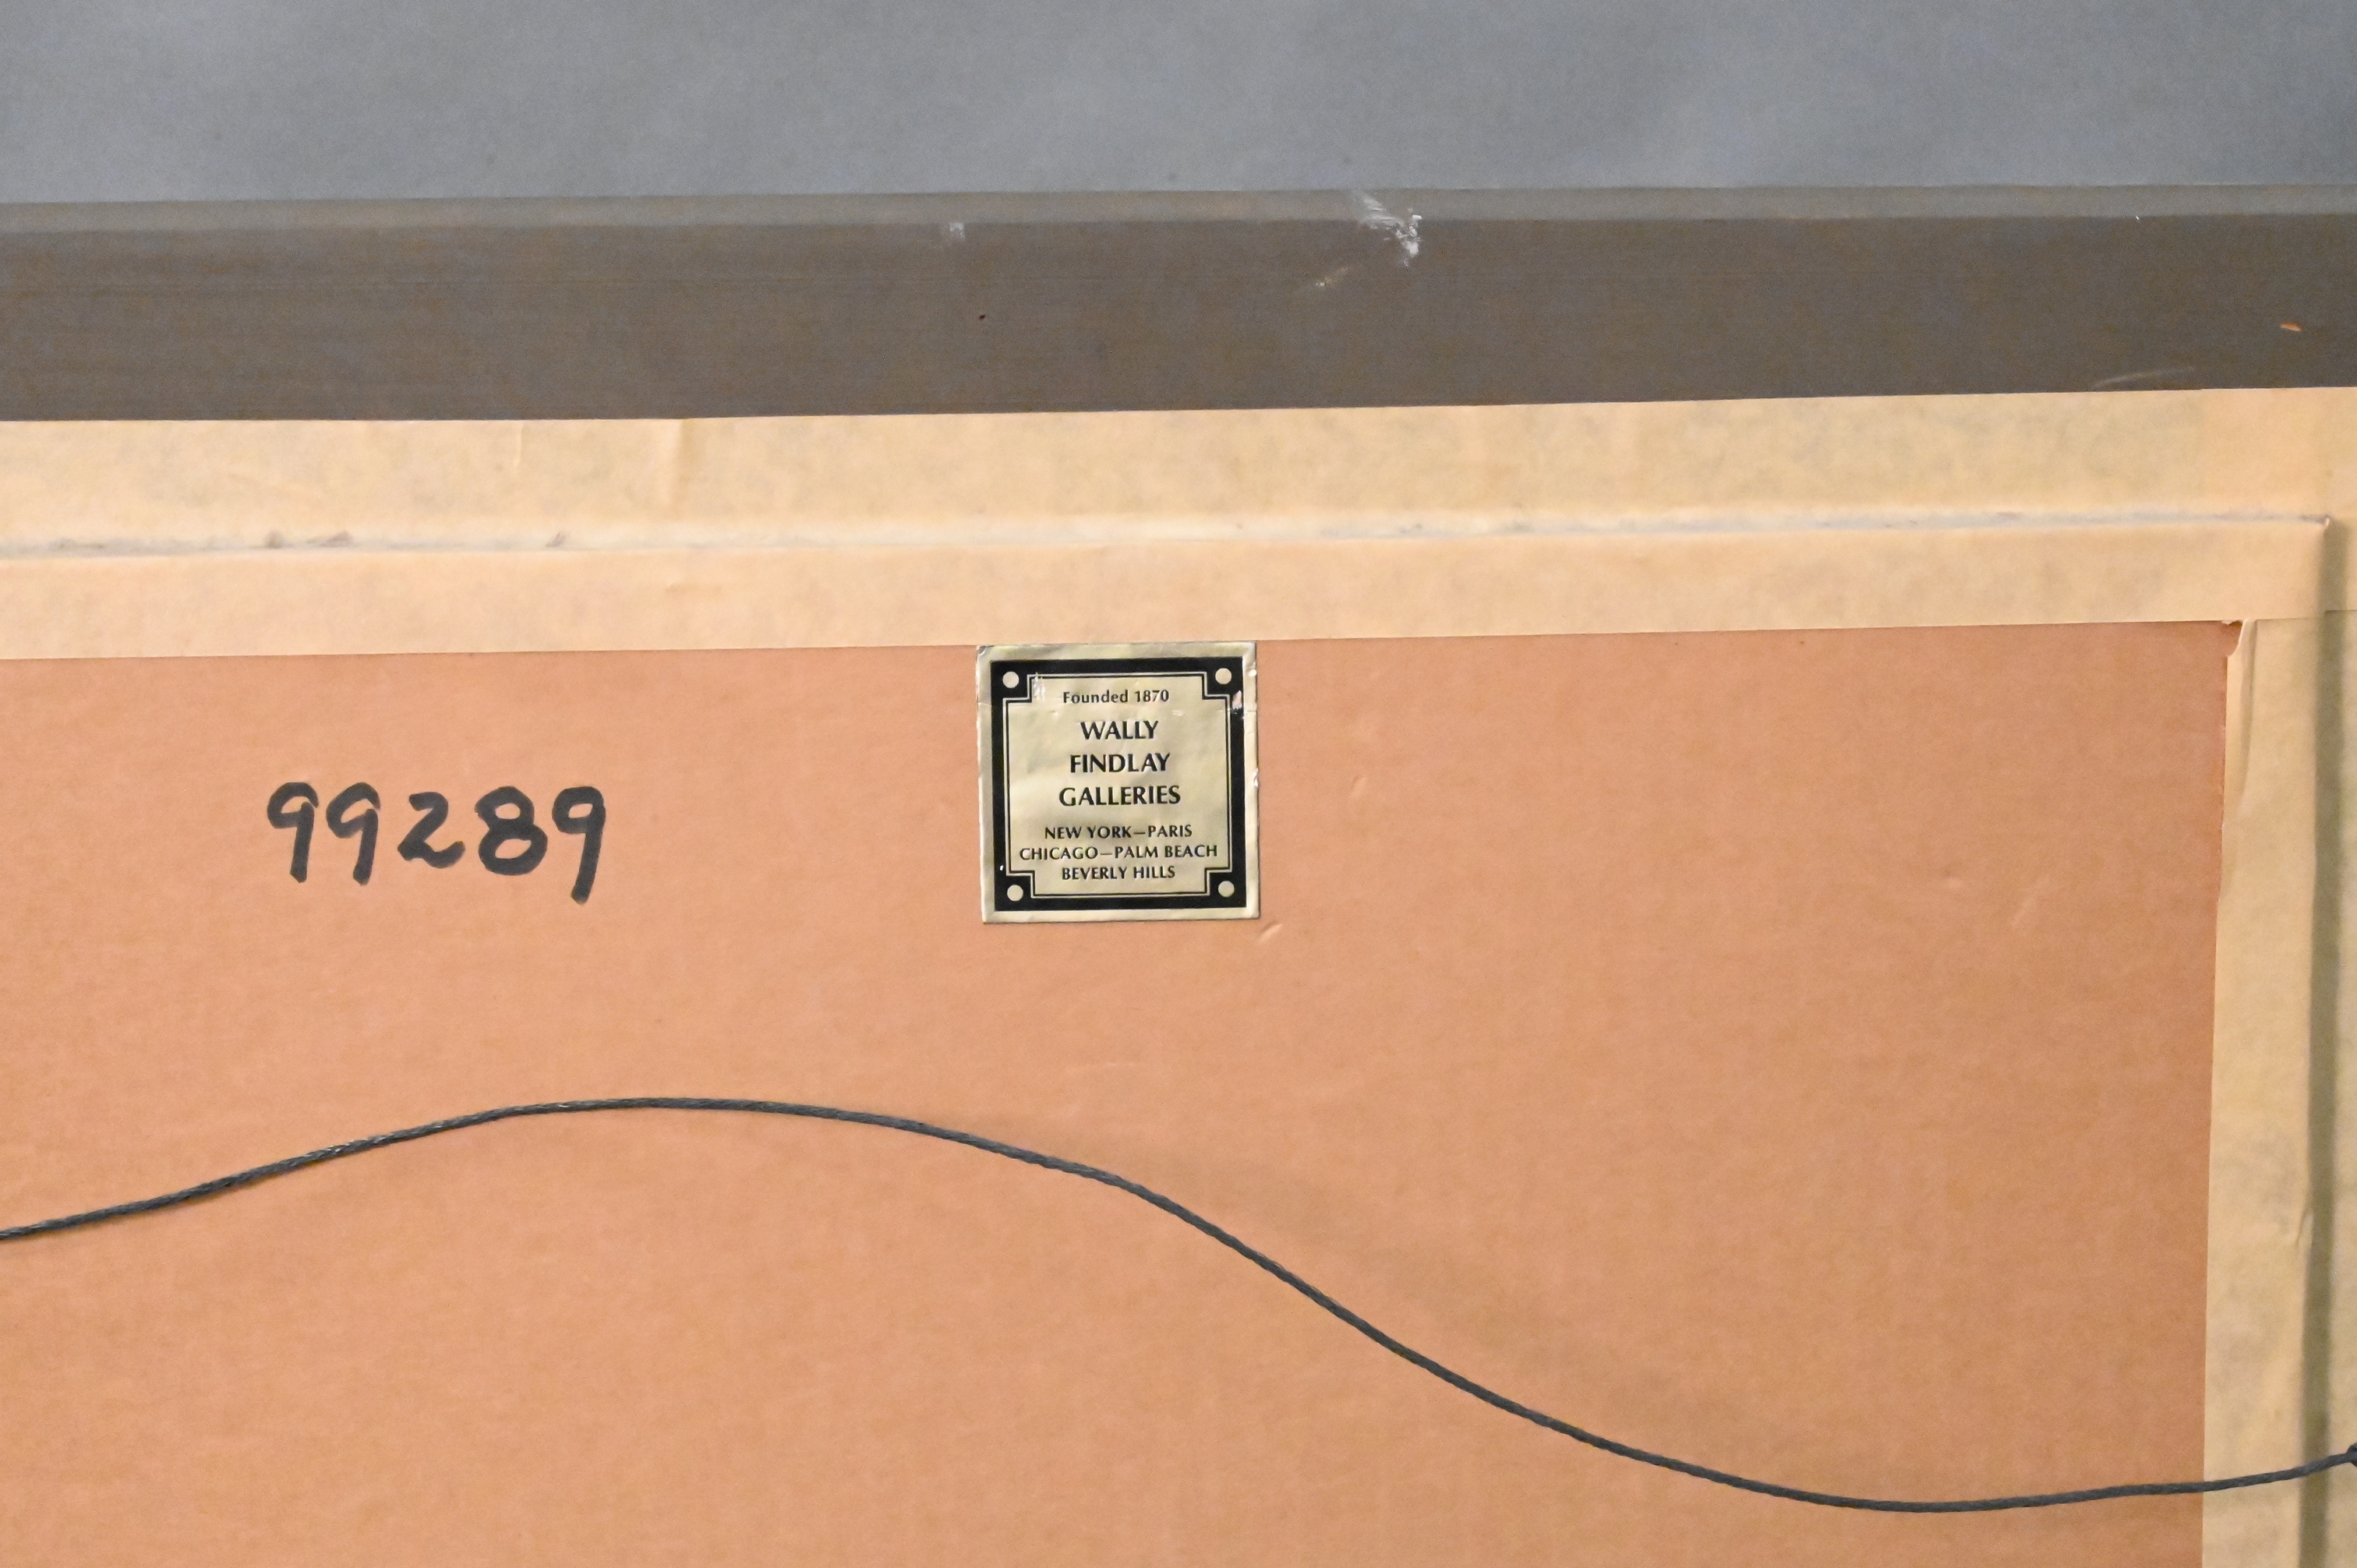 99289
Founded 1870
WALLY
FINDLAY
GALLERIES
NEW YORK—PARIS
CHICAGO—PALM BEACH
BEVERLY HILLS